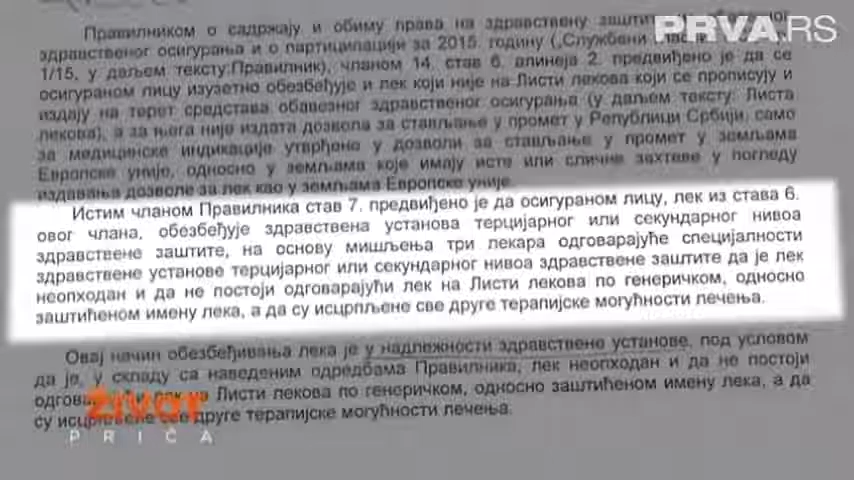 PRVA.RS
Правилником о садржају и обиму права на здравствену заштиту
здравственог осигурања и о партиципацији за 2015. годину („Службени
1/15, у даљем тексту:Правилник), чланом 14, став 6. алинеја 2. предвиђено је да се
осигураном лицу изузетно обезбеђује и лек који није на Листи лекова који се прописују и
издају на терет средстава обавезног здравственог осигурања (у даљем тексту: Листа
лекова), а за њега није издата дозвола за стављање у промет у Републици Србији, само
за медицинске индикације утврђено у дозволи за стављање у промет у земљама
Европске уније, односно у земљама које имају исте или сличне захтеве у погледу
издавања дозволе за лек као у земљама Европске уније.
Истим чланом Правилника став 7. предвиђено је да осигураном лицу, лек из става 6.
овог члана, обезбеђује здравствена установа терцијарног или секундарног нивоа
здравствене заштите, на основу мишљења три лекара одговарајуће специјалности
здравствене установе терцијарног или секундарног нивоа здравствене заштите да је лек
неопходан и да не постоји одговарајући лек на Листи лекова по генеричком, односно
заштићеном имену лека, а да су исцрпљене све друге терапијске могућности лечења.
Овај начин обезбеђивања лека је у надлежности здравствене установе, под условом
да је, у складу са наведеним одредбама Правилника, лек неопходан и да не постоји
лек на Листи лекова по генеричком, односно заштићеном имену лека, а да
су исцрпљене све друге терапијске могућности лечења.
život
PRIČA